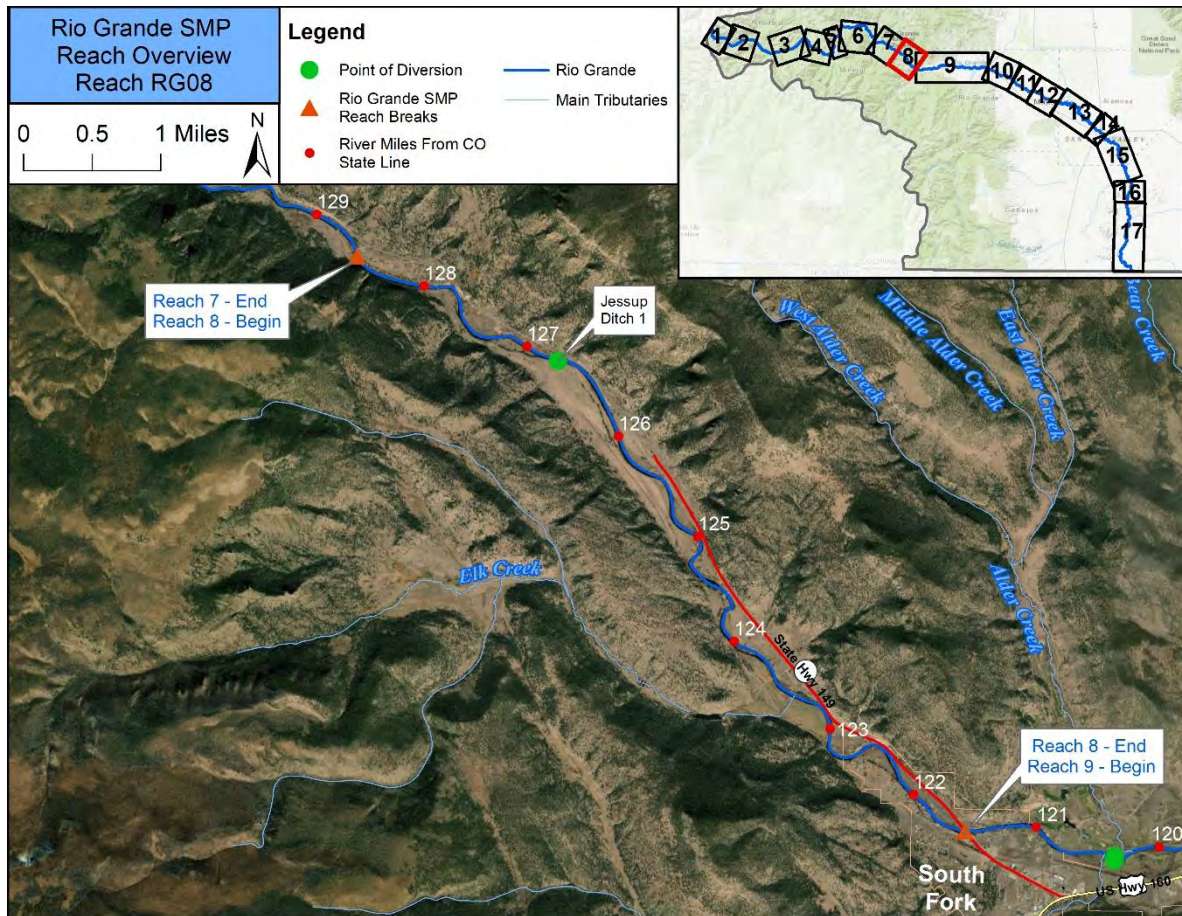 Rio Grande SMP
Reach Overview
Reach RG08
0 0.5 1 Miles
N
Legend
Point of Diversion
Rio Grande SMP
Reach Breaks
River Miles From CO
State Line
Rio Grande
Main Tributaries
1
2
3
4
5
6
7
8
9
10
11
12
13
14
15
16
17
129
Reach 7 - End
Reach 8 - Begin
128
127
Jessup
Ditch 1
126
125
124
State Hwy 149
123
122
121
120
Elk Creek
West Alder Creek
Middle Alder Creek
East Alder Creek
Bear Creek
Alder Creek
Reach 8 - End
Reach 9 - Begin
South
Fork
US Hwy 160